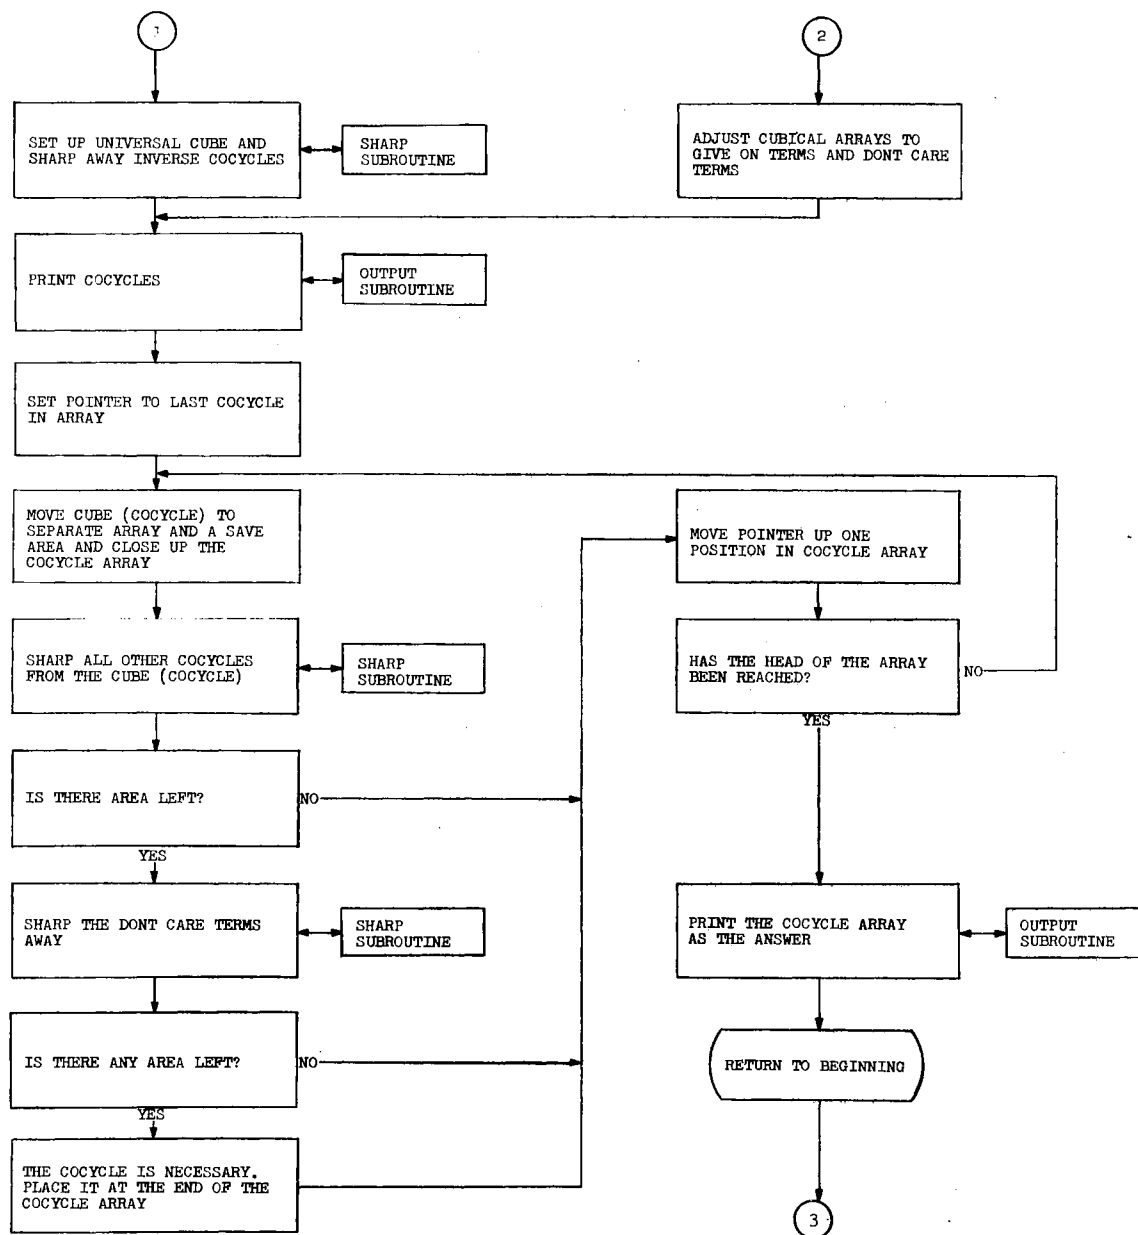 1
SET UP UNIVERSAL CUBE AND
SHARP AWAY INVERSE COCYCLES
SHARP
SUBROUTINE
PRINT COCYCLES
OUTPUT
SUBROUTINE
SET POINTER TO LAST COCYCLE
IN ARRAY
MOVE CUBE (COCYCLE) TO
SEPARATE ARRAY AND A SAVE
AREA AND CLOSE UP THE
COCYCLE ARRAY
SHARP ALL OTHER COCYCLES
FROM THE CUBE (COCYCLE)
SHARP
SUBROUTINE
IS THERE AREA LEFT?
NO
YES
SHARP THE DONT CARE TERMS
AWAY
SHARP
SUBROUTINE
IS THERE ANY AREA LEFT?
NO
YES
THE COCYCLE IS NECESSARY.
PLACE IT AT THE END OF THE
COCYCLE ARRAY
2
ADJUST CUBICAL ARRAYS TO
GIVE ON TERMS AND DONT CARE
TERMS
MOVE POINTER UP ONE
POSITION IN COCYCLE ARRAY
HAS THE HEAD OF THE ARRAY
BEEN REACHED?
NO
YES
PRINT THE COCYCLE ARRAY
AS THE ANSWER
OUTPUT
SUBROUTINE
RETURN TO BEGINNING
3